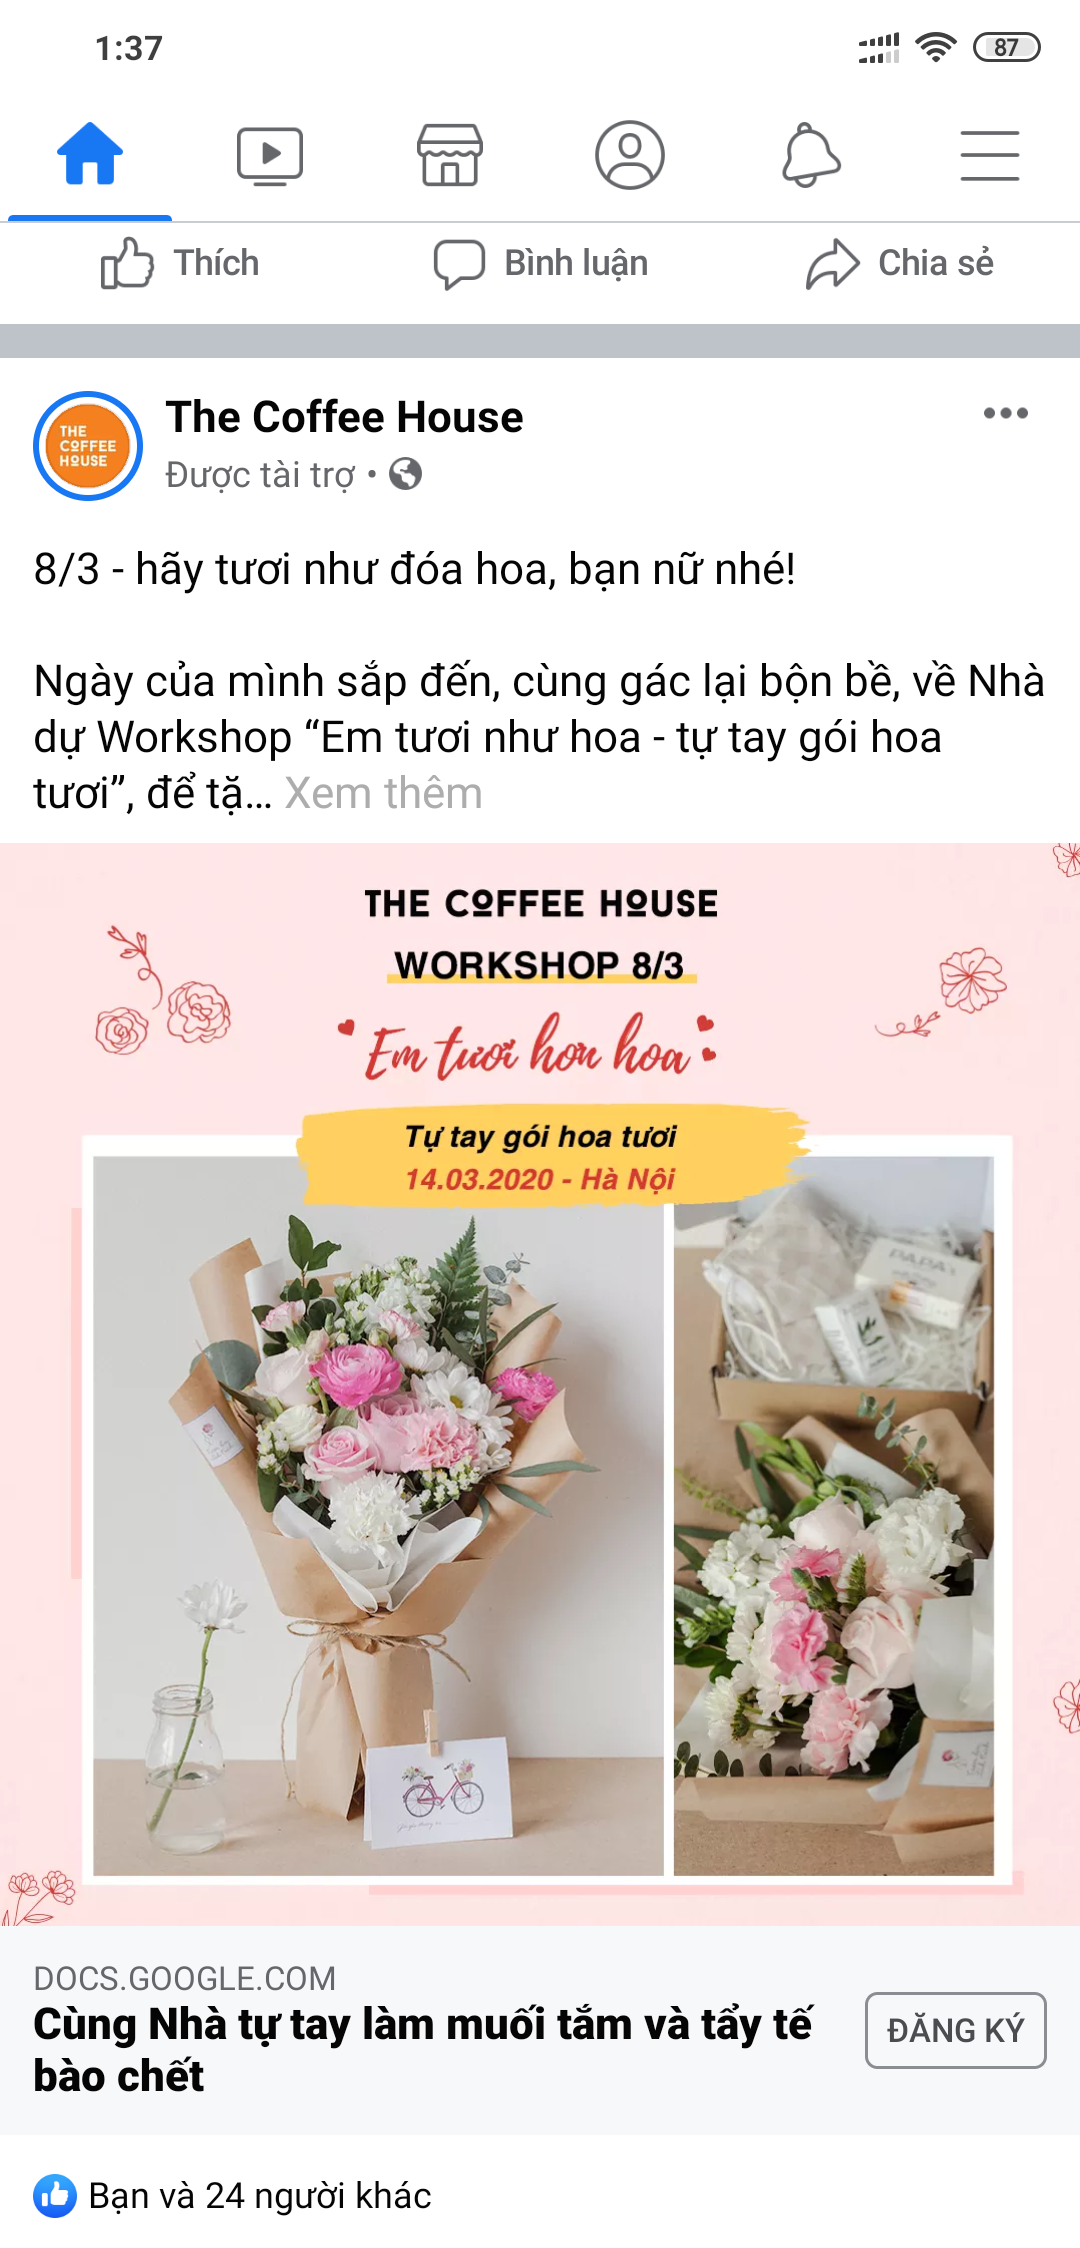 1:37
87
Thích
Bình luận
Chia sẻ
THE
COFFEE
HOUSE
The Coffee House
Được tài trợ •
8/3 - hãy tươi như đóa hoa, bạn nữ nhé!
Ngày của mình sắp đến, cùng gác lại bộn bề, về Nhà
dự Workshop “Em tươi như hoa - tự tay gói hoa
tươi”, để tặ... Xem thêm
THE COFFEE HOUSE
WORKSHOP 8/3
Em tươi hơn hoa
Tự tay gói hoa tươi
14.03.2020 - Hà Nội
DOCS.GOOGLE.COM
Cùng Nhà tự tay làm muối tắm và tẩy tế
bào chết
ĐĂNG KÝ
Bạn và 24 người khác